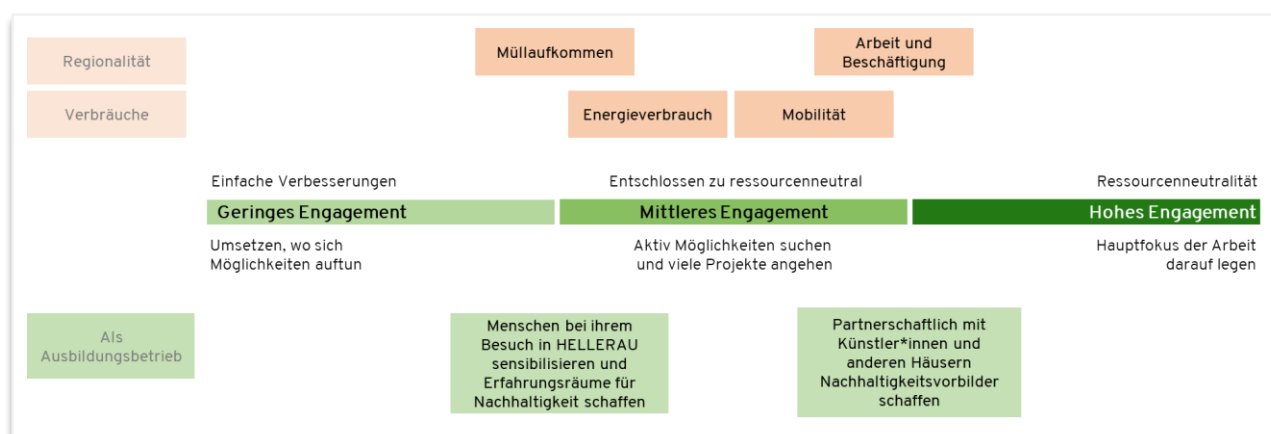 Regionalität
Müllaufkommen
Arbeit und
Beschäftigung
Verbräuche
Energieverbrauch
Mobilität
Einfache Verbesserungen
Entschlossen zu ressourcenneutral
Ressourcenneutralität
Geringes Engagement
Mittleres Engagement
Hohes Engagement
Umsetzen, wo sich
Möglichkeiten auftun
Aktiv Möglichkeiten suchen
und viele Projekte angehen
Hauptfokus der Arbeit
darauf legen
Als
Ausbildungsbetrieb
Menschen bei ihrem
Besuch in HELLERAU
sensibilisieren und
Erfahrungsräume für
Nachhaltigkeit schaffen
Partnerschaftlich mit
Künstler*innen und
anderen Häusern
Nachhaltigkeitsvorbilder
schaffen